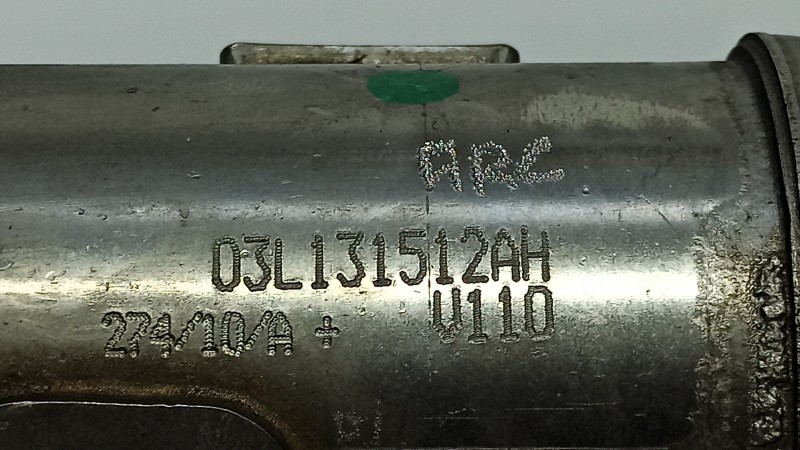 ARC
03L131512AH
V110
274/10/A +